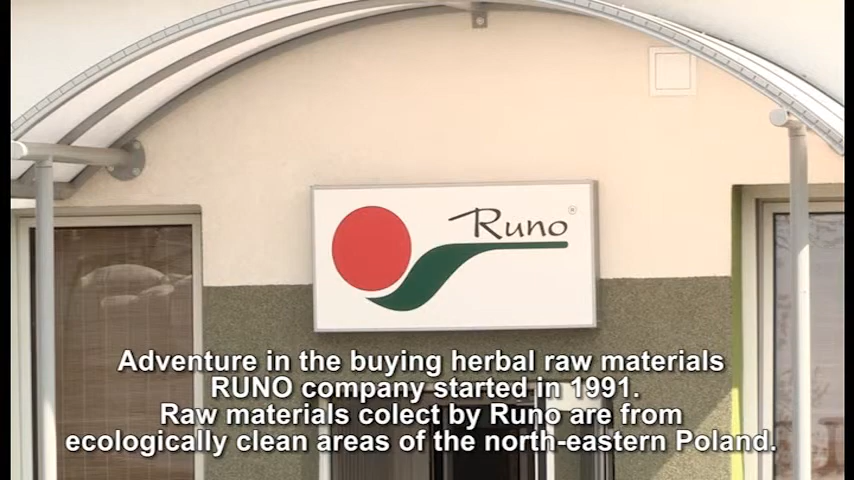 Runo®
Adventure in the buying herbal raw materials
RUNO company started in 1991.
Raw materials colect by Runo are from
ecologically clean areas of the north-eastern Poland.